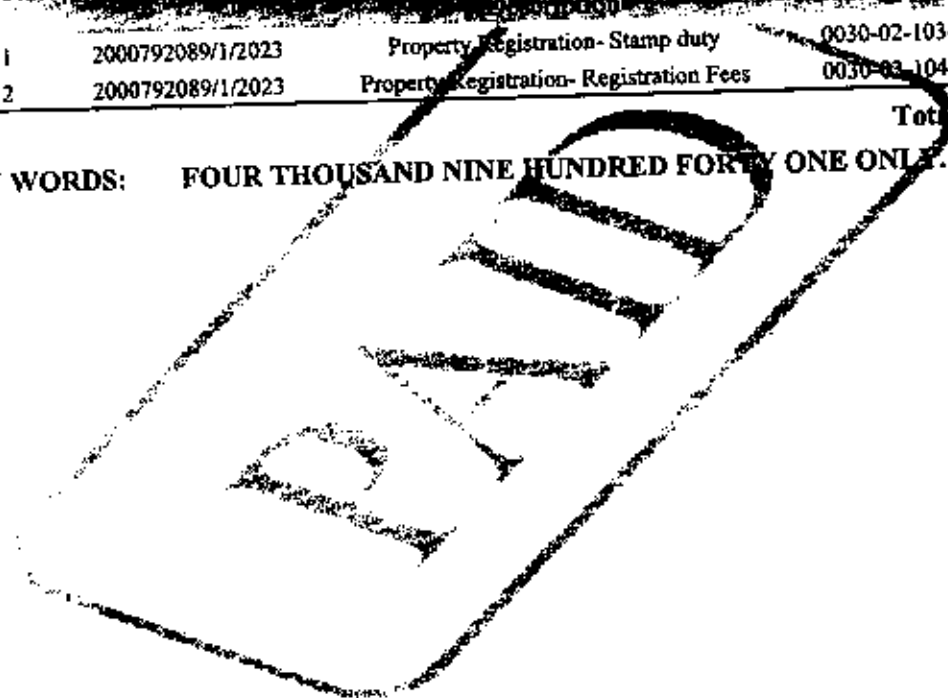 1 2000792089/1/2023 Property Registration- Stamp duty 0030-02-103-
2 2000792089/1/2023 Property Registration- Registration Fees 0030-03-104-
Tot
WORDS: FOUR THOUSAND NINE HUNDRED FORTY ONE ONLY.
PAID